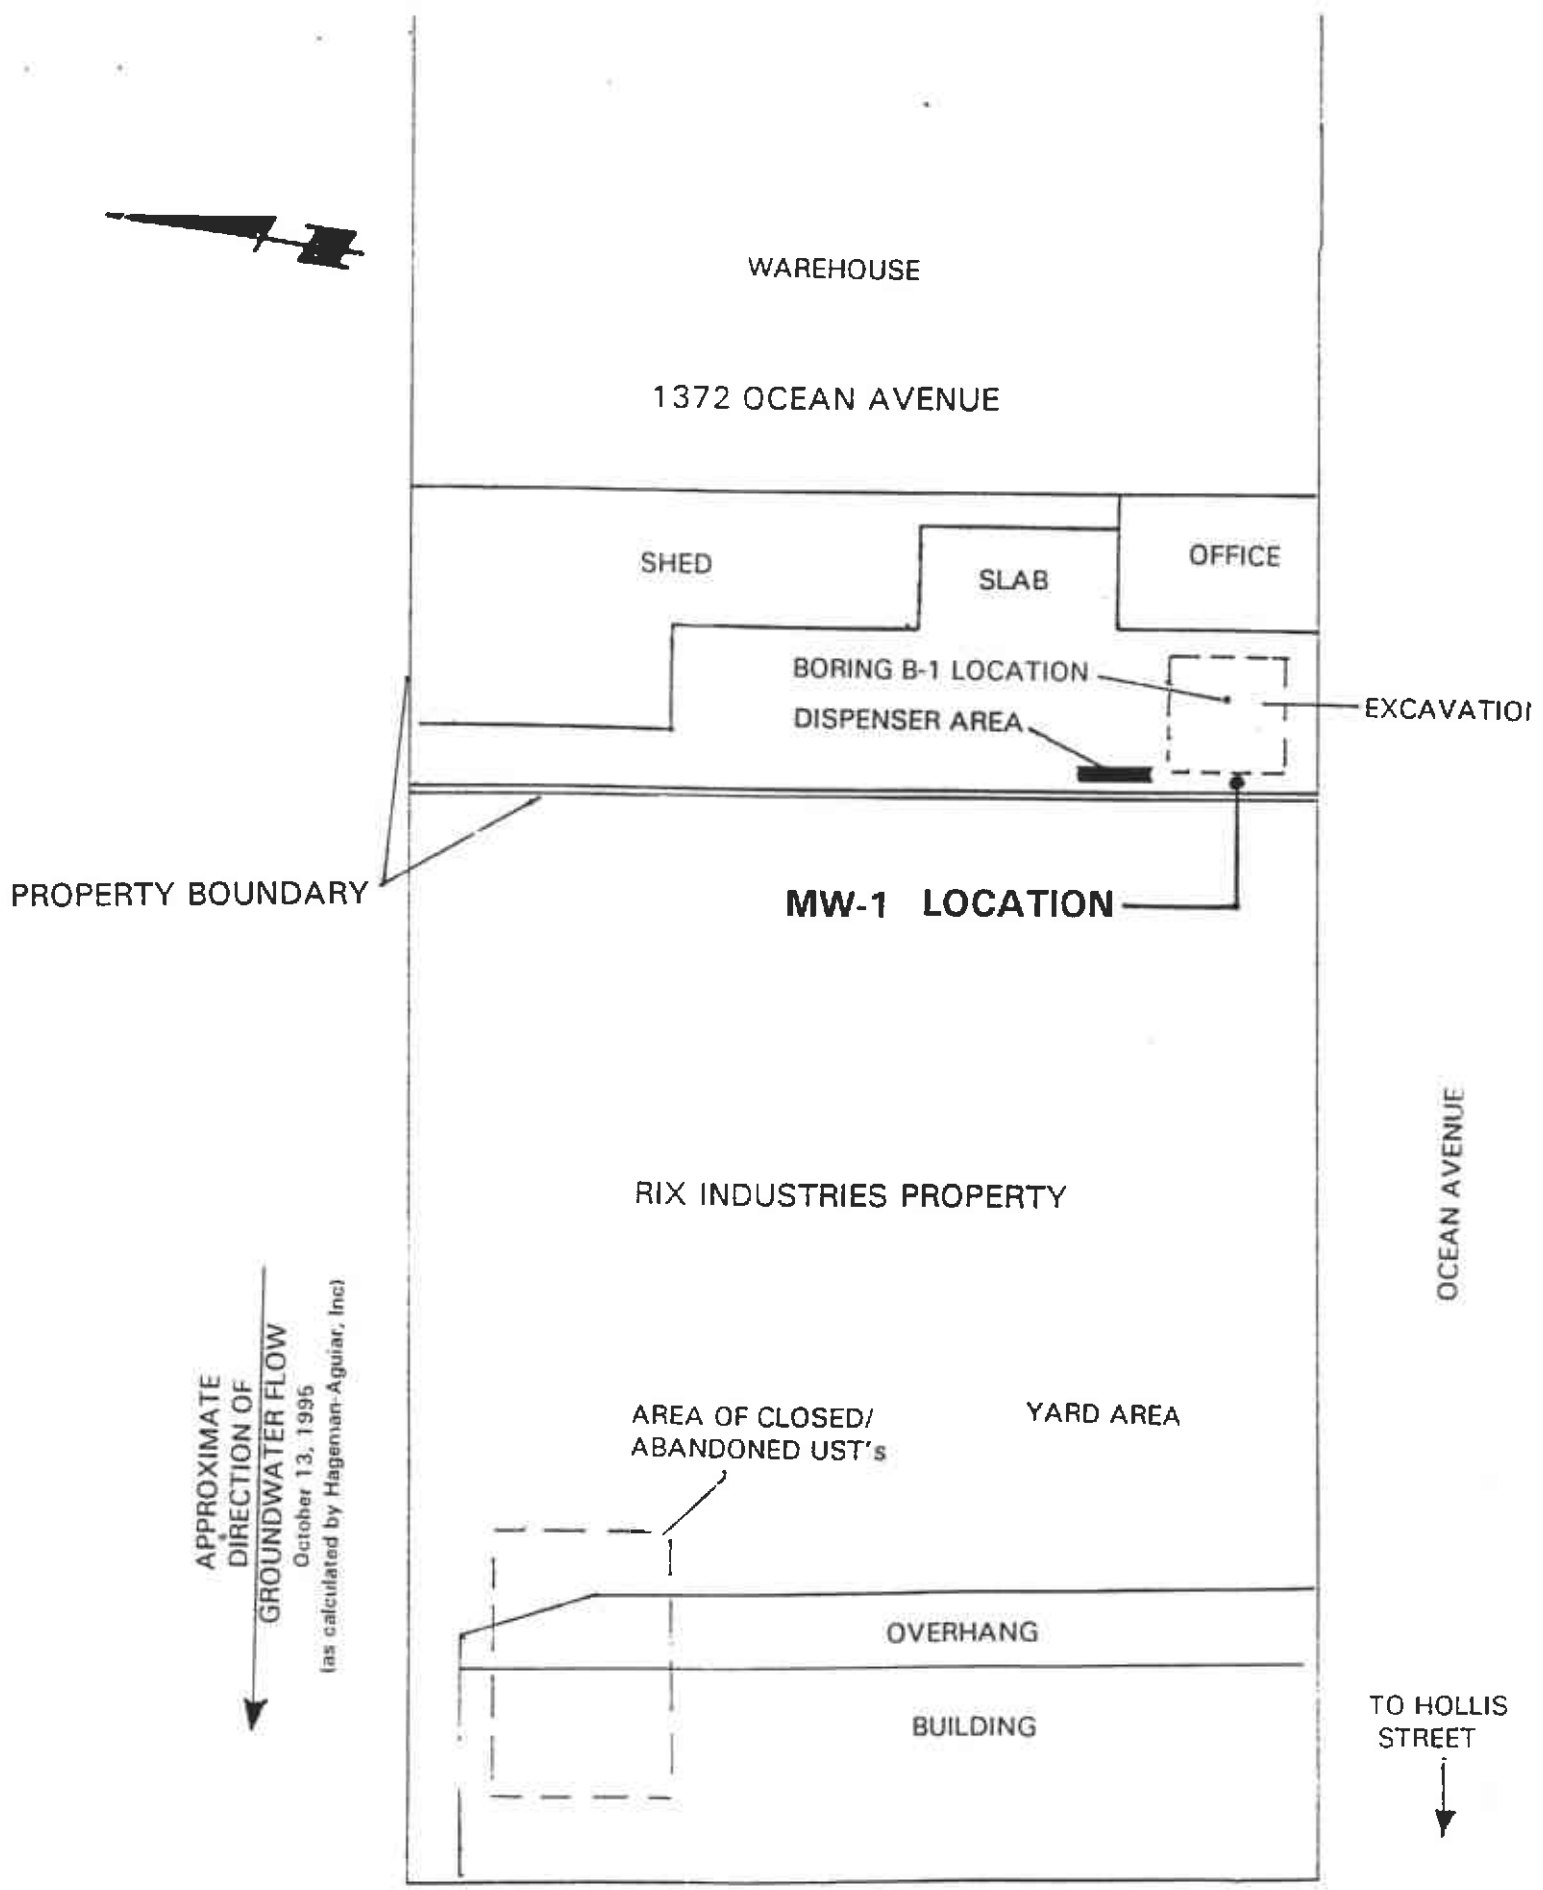 WAREHOUSE
1372 OCEAN AVENUE
SHED
SLAB
OFFICE
BORING B-1 LOCATION
DISPENSER AREA
EXCAVATION
PROPERTY BOUNDARY
MW-1 LOCATION
OCEAN AVENUE
RIX INDUSTRIES PROPERTY
APPROXIMATE
DIRECTION OF
GROUNDWATER FLOW
October 13, 1995
(as calculated by Hageman-Aguiar, Inc)
AREA OF CLOSED/
ABANDONED UST's
YARD AREA
OVERHANG
BUILDING
TO HOLLIS
STREET